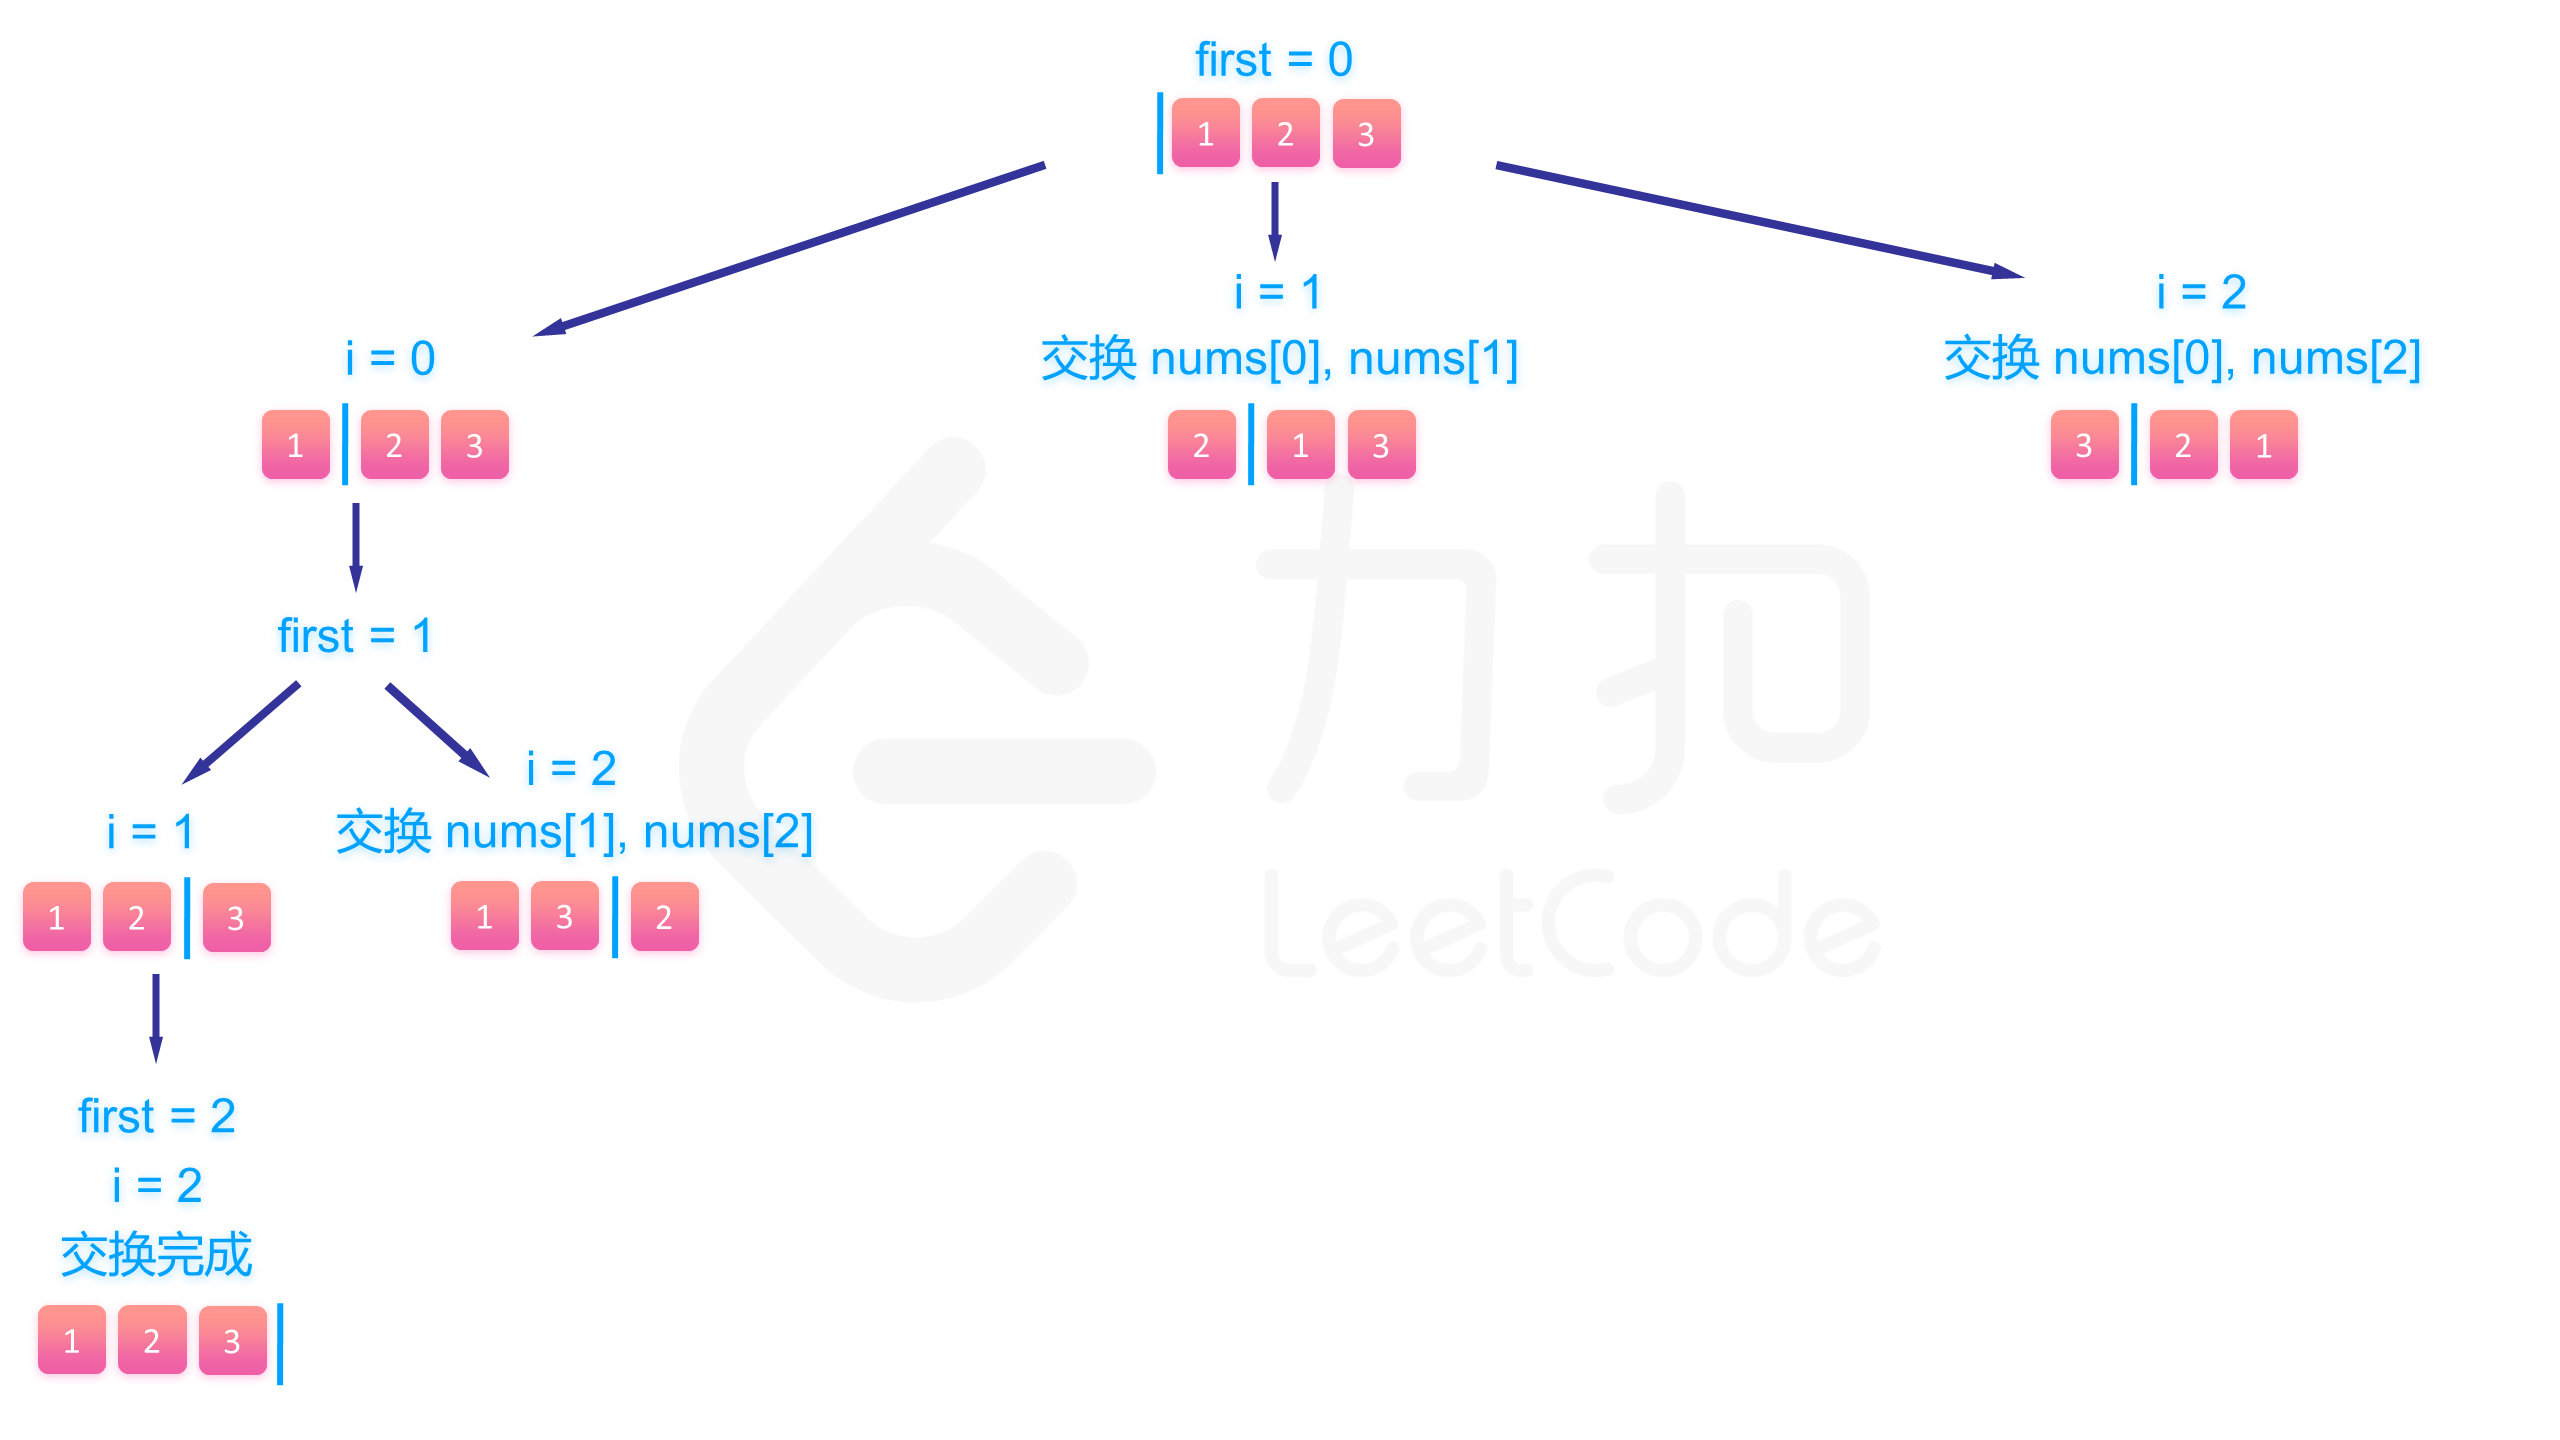 first = 0
1 2 3
i = 0
1 2 3
i = 1
交换 nums[0], nums[1]
2 1 3
i = 2
交换 nums[0], nums[2]
3 2 1
first = 1
i = 1
1 2 3
i = 2
交换 nums[1], nums[2]
1 3 2
first = 2
i = 2
交换完成
1 2 3
力扣
LeetCode